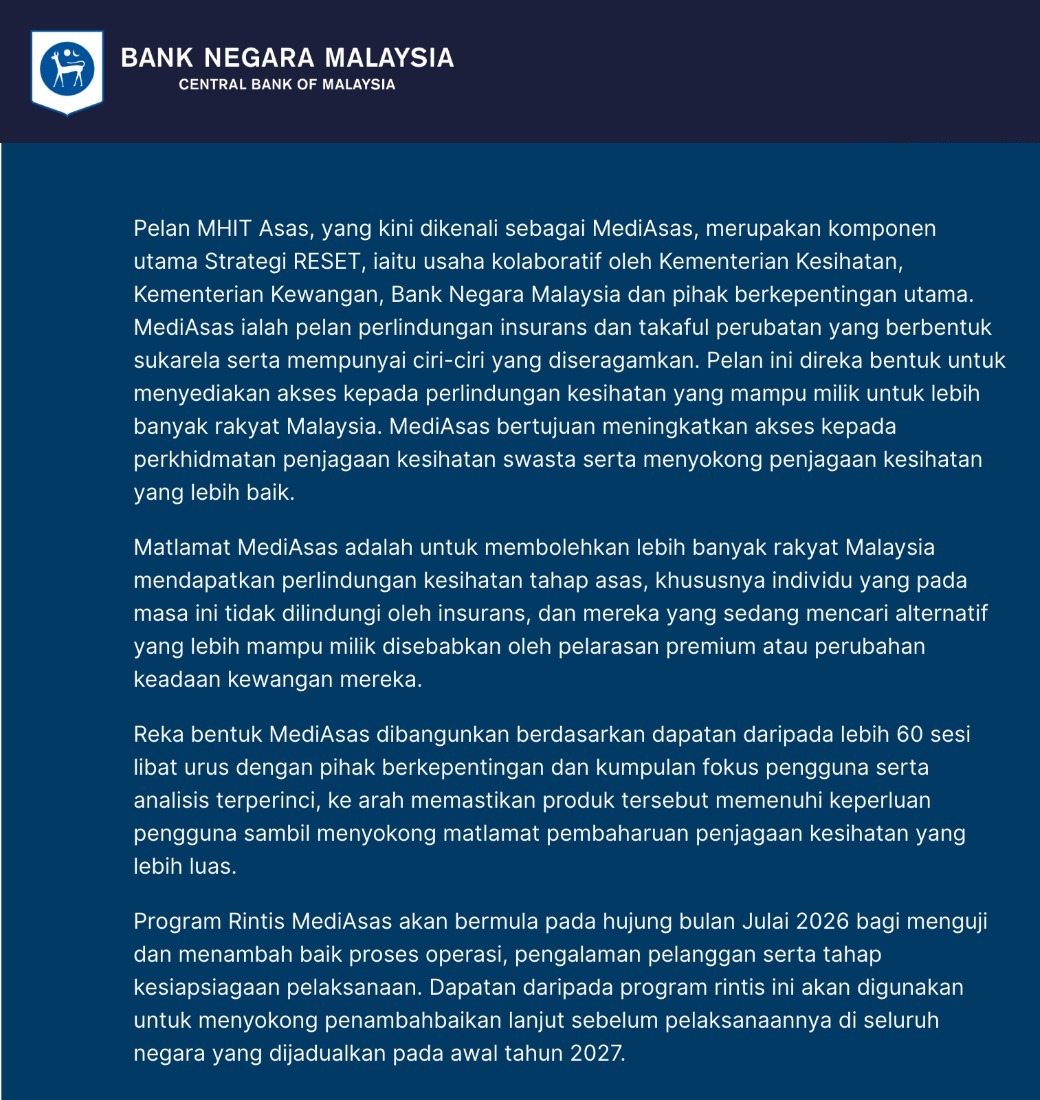 BANK NEGARA MALAYSIA
CENTRAL BANK OF MALAYSIA
Pelan MHIT Asas, yang kini dikenali sebagai MediAsas, merupakan komponen
utama Strategi RESET, iaitu usaha kolaboratif oleh Kementerian Kesihatan,
Kementerian Kewangan, Bank Negara Malaysia dan pihak berkepentingan utama.
MediAsas ialah pelan perlindungan insurans dan takaful perubatan yang berbentuk
sukarela serta mempunyai ciri-ciri yang diseragamkan. Pelan ini direka bentuk untuk
menyediakan akses kepada perlindungan kesihatan yang mampu milik untuk lebih
banyak rakyat Malaysia. MediAsas bertujuan meningkatkan akses kepada
perkhidmatan penjagaan kesihatan swasta serta menyokong penjagaan kesihatan
yang lebih baik.
Matlamat MediAsas adalah untuk membolehkan lebih banyak rakyat Malaysia
mendapatkan perlindungan kesihatan tahap asas, khususnya individu yang pada
masa ini tidak dilindungi oleh insurans, dan mereka yang sedang mencari alternatif
yang lebih mampu milik disebabkan oleh pelarasan premium atau perubahan
keadaan kewangan mereka.
Reka bentuk MediAsas dibangunkan berdasarkan dapatan daripada lebih 60 sesi
libat urus dengan pihak berkepentingan dan kumpulan fokus pengguna serta
analisis terperinci, ke arah memastikan produk tersebut memenuhi keperluan
pengguna sambil menyokong matlamat pembaharuan penjagaan kesihatan yang
lebih luas.
Program Rintis MediAsas akan bermula pada hujung bulan Julai 2026 bagi menguji
dan menambah baik proses operasi, pengalaman pelanggan serta tahap
kesiapsiagaan pelaksanaan. Dapatan daripada program rintis ini akan digunakan
untuk menyokong penambahbaikan lanjut sebelum pelaksanaannya di seluruh
negara yang dijadualkan pada awal tahun 2027.